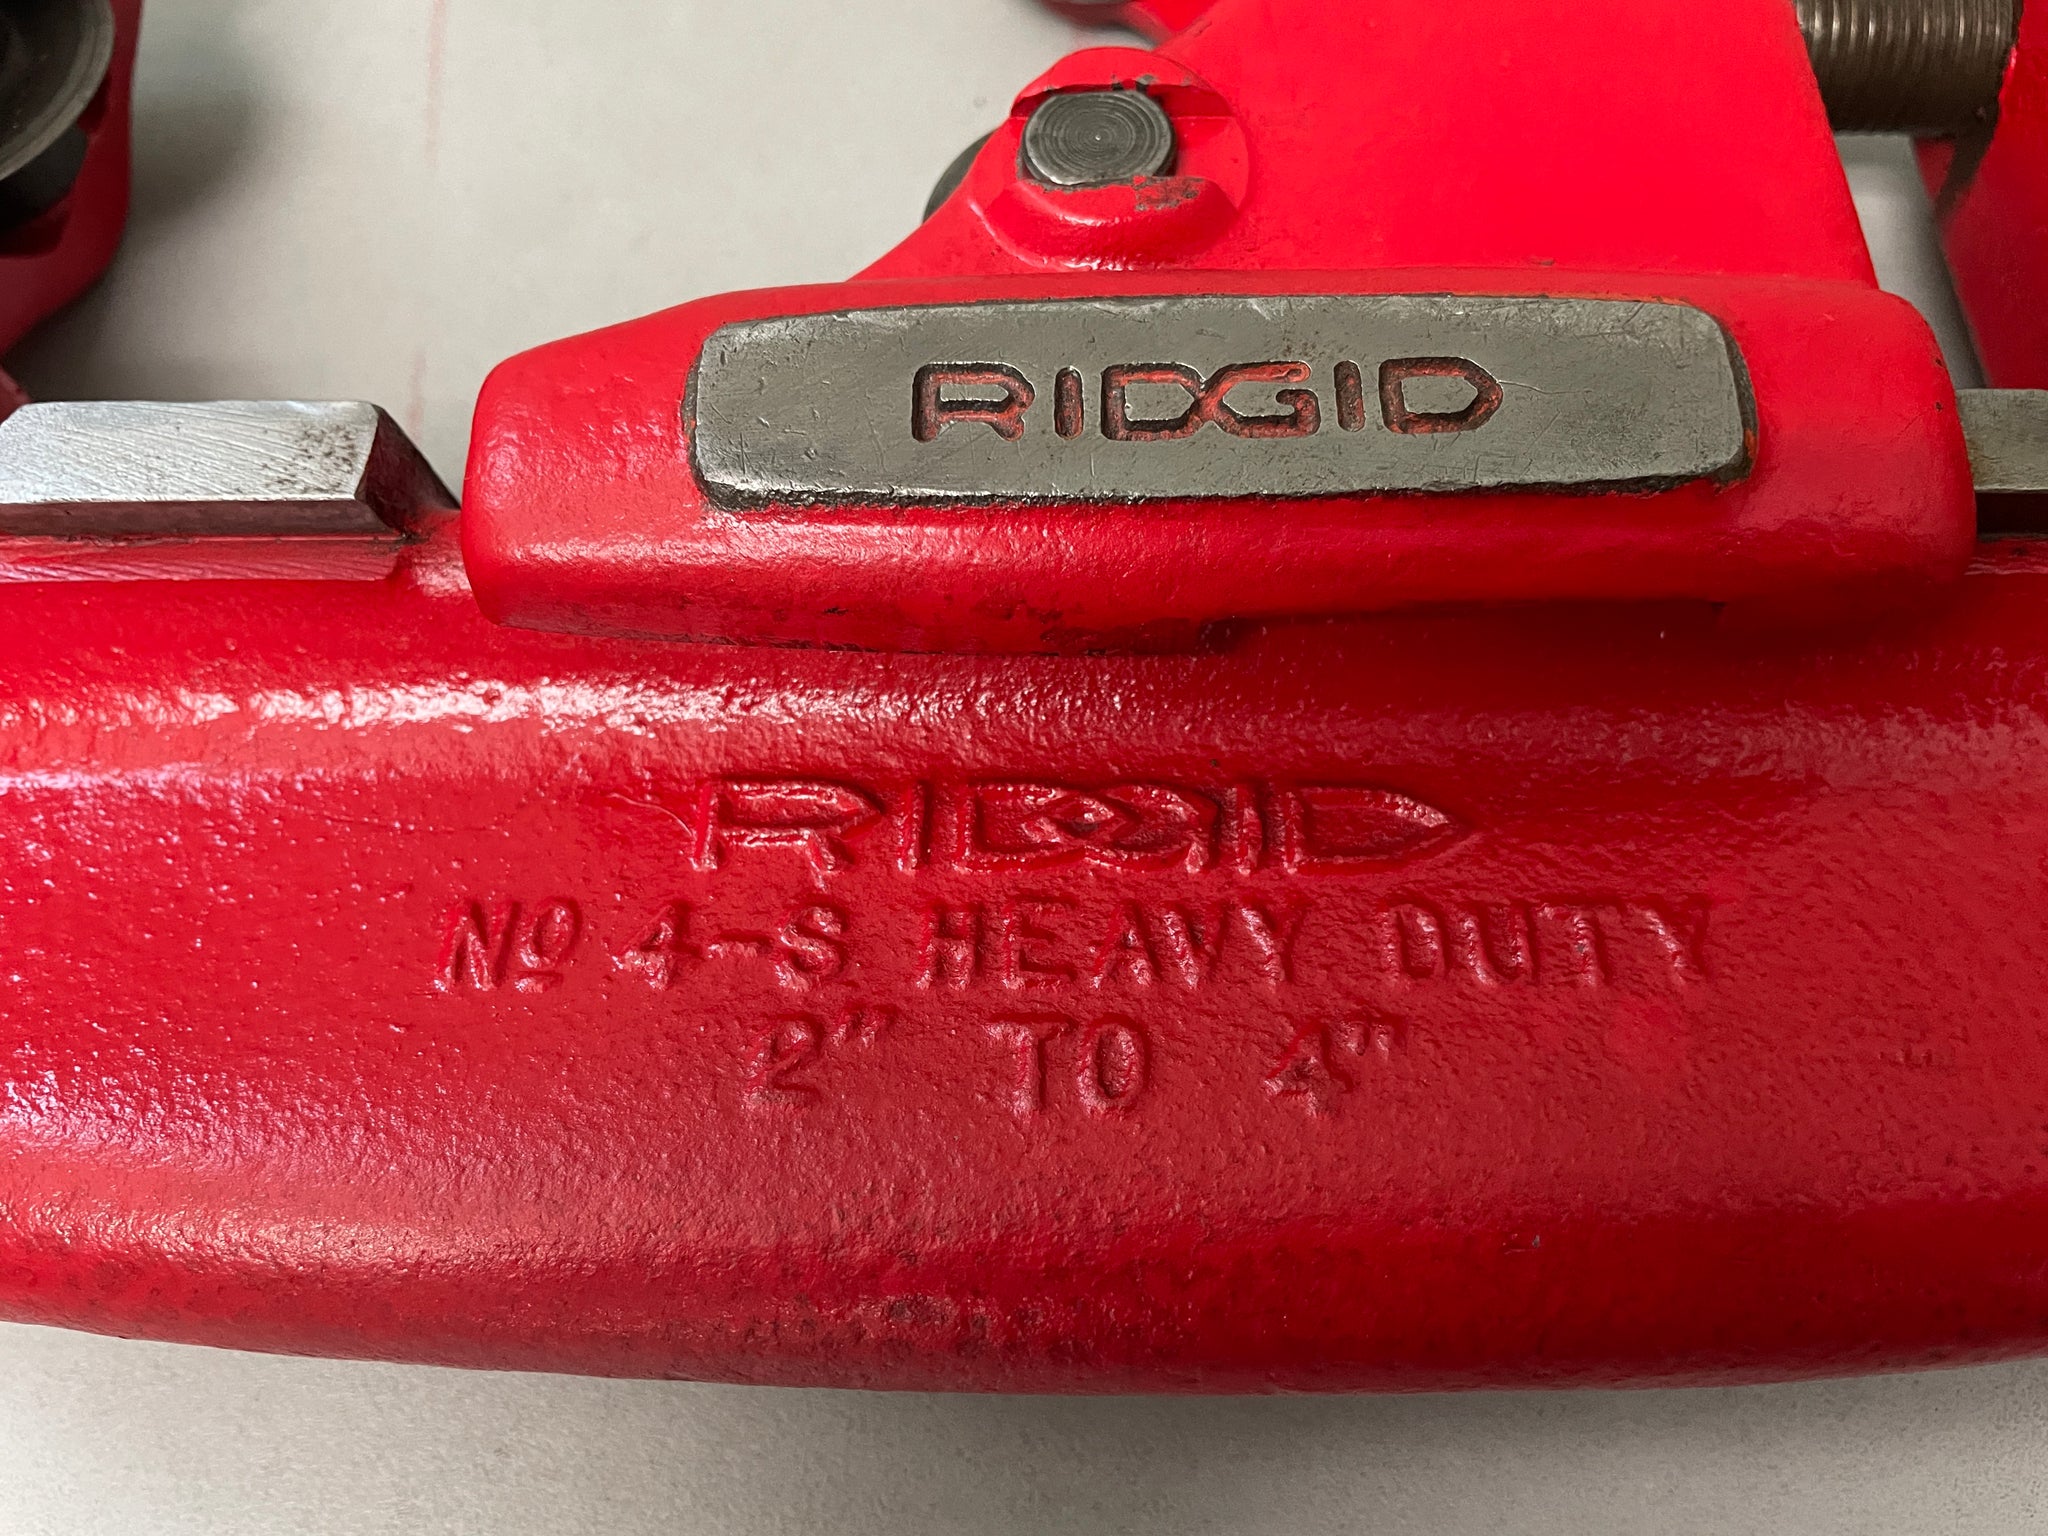 RIDGID
RIDGID
Nº 4-S HEAVY DUTY
2" TO 4"